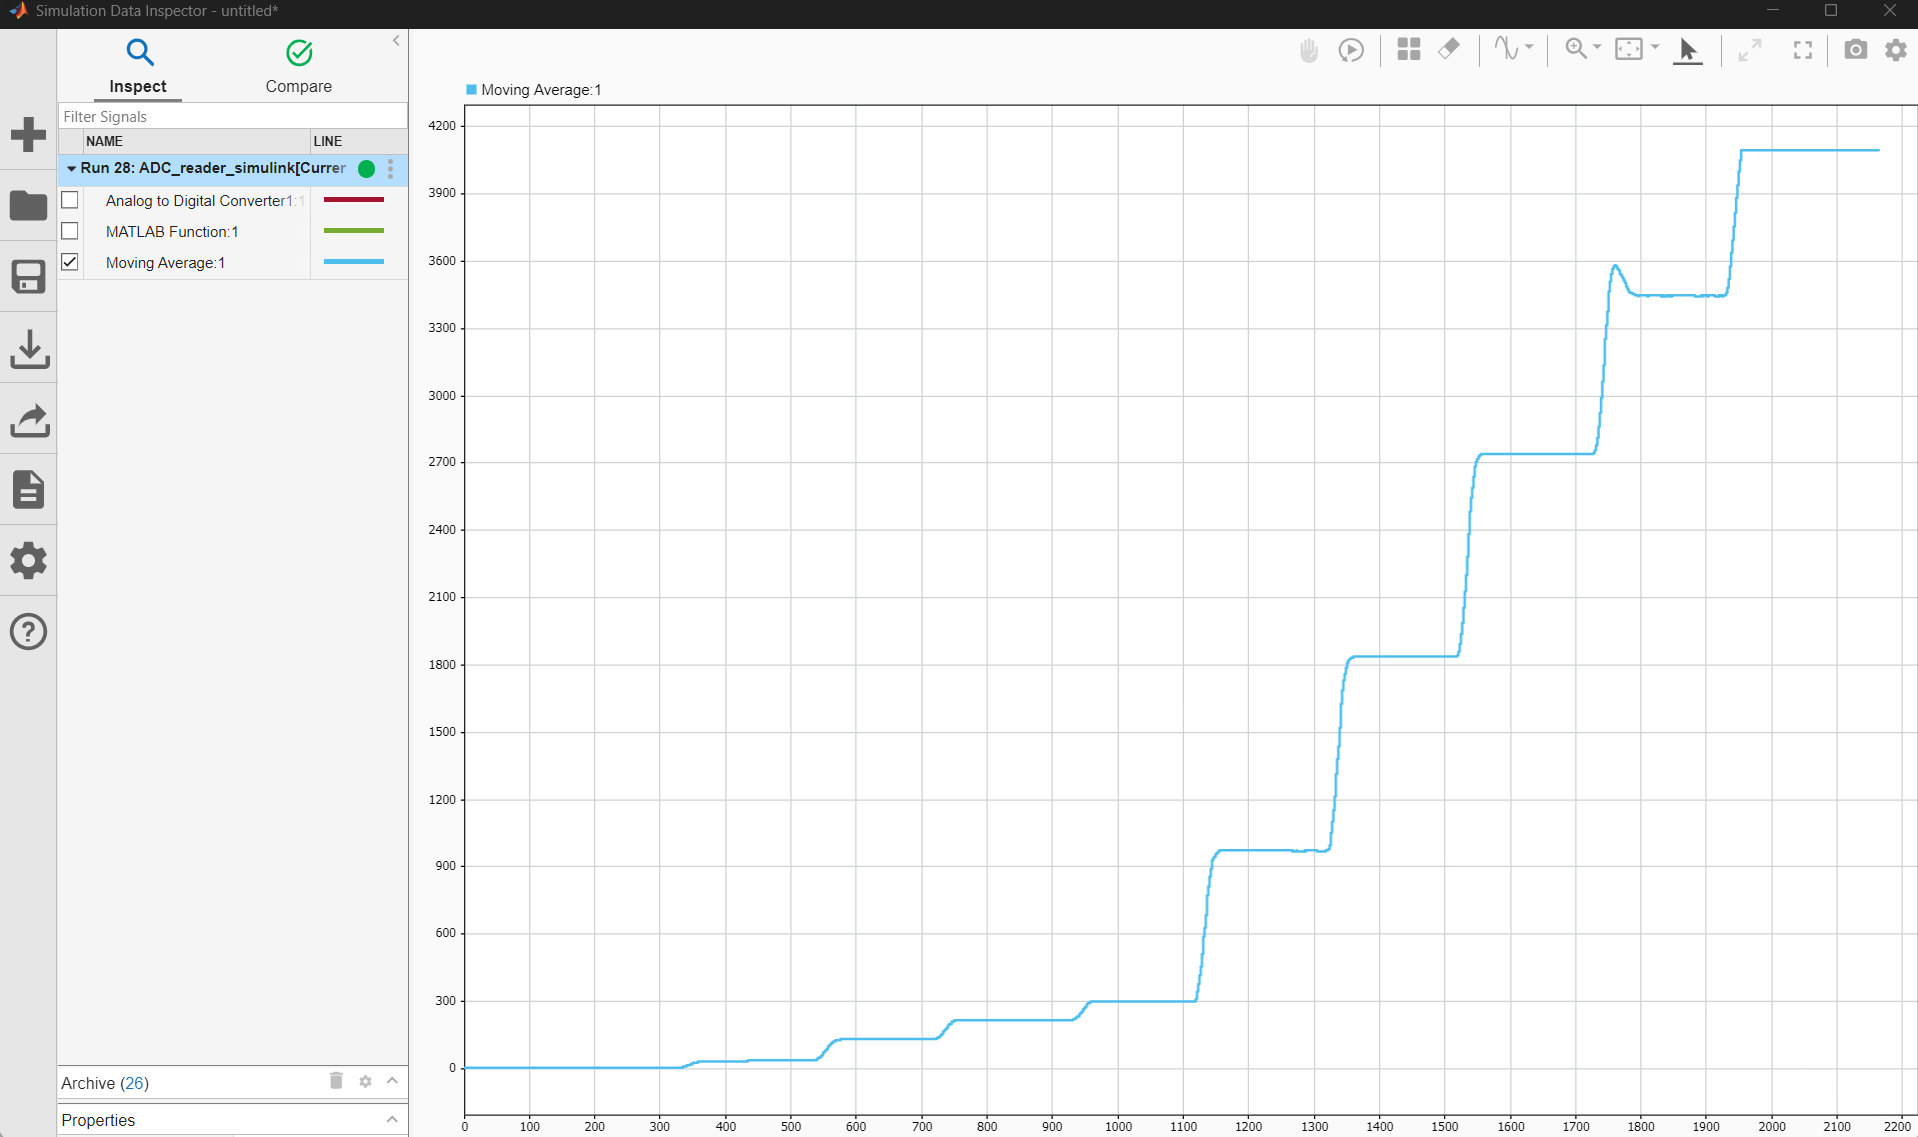 Simulation Data Inspector - untitled*
Inspect
Compare
Filter Signals
NAME LINE
Run 28: ADC_reader_simulink[Currer
Analog to Digital Converter1:1
MATLAB Function:1
Moving Average:1
Archive (26)
Properties
Moving Average:1
4200
3900
3600
3300
3000
2700
2400
2100
1800
1500
1200
900
600
300
0
0 100 200 300 400 500 600 700 800 900 1000 1100 1200 1300 1400 1500 1600 1700 1800 1900 2000 2100 2200